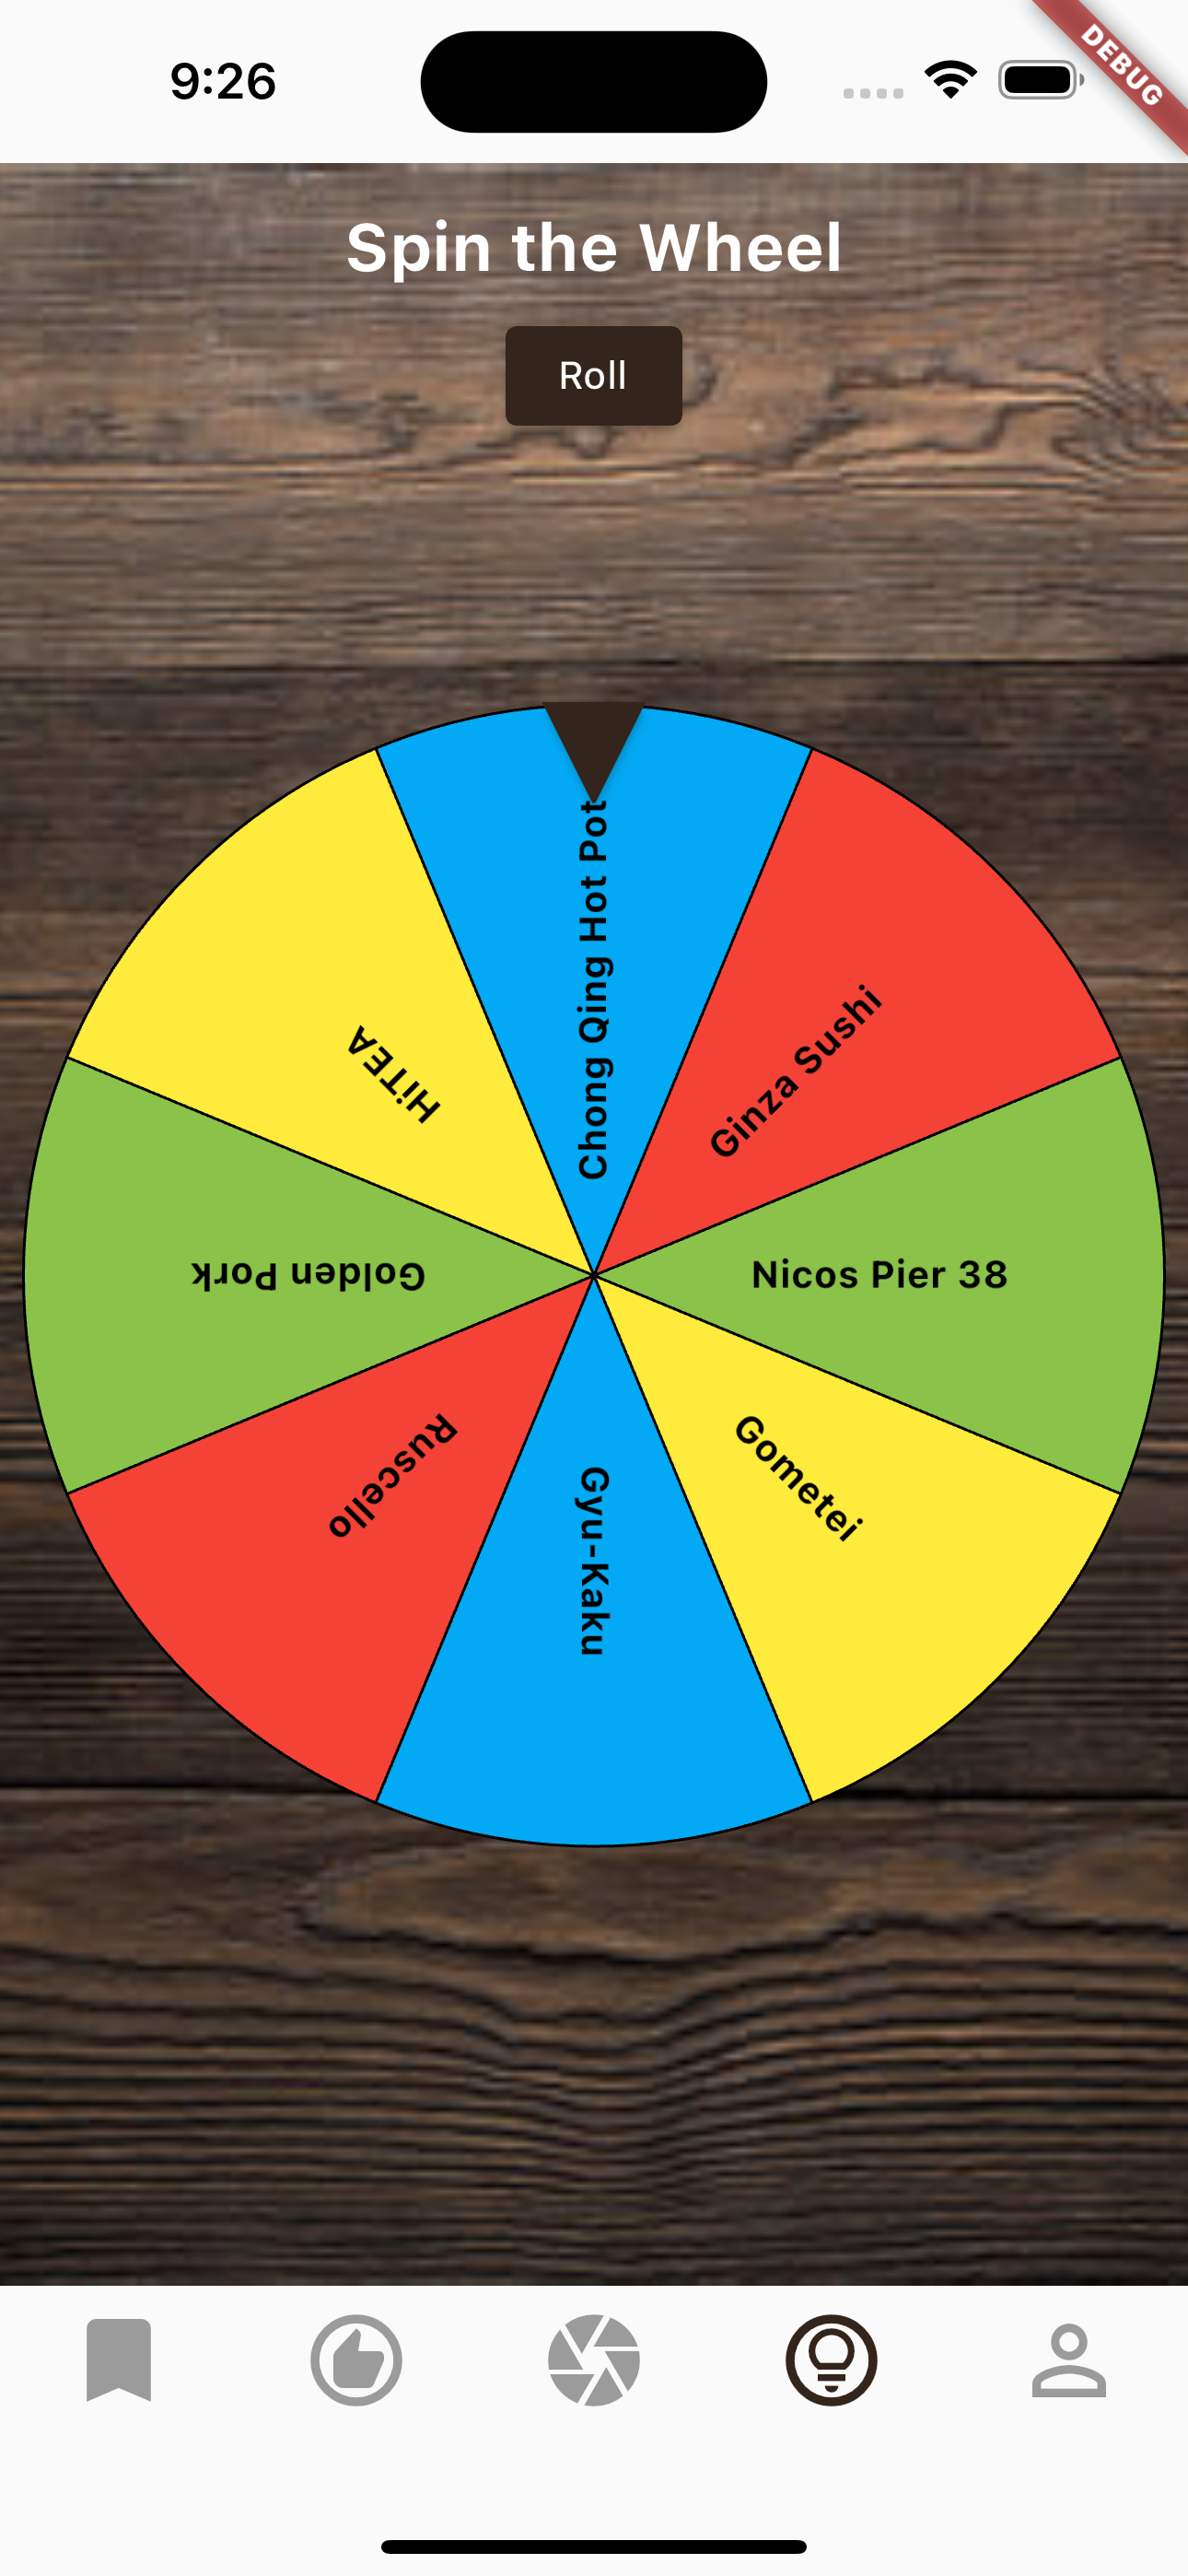 9:26
DEBUG
Spin the Wheel
Roll
Chong Qing Hot Pot
Ginza Sushi
Nicos Pier 38
Gometei
Gyu-Kaku
Ruscello
Golden Pork
HiTEA